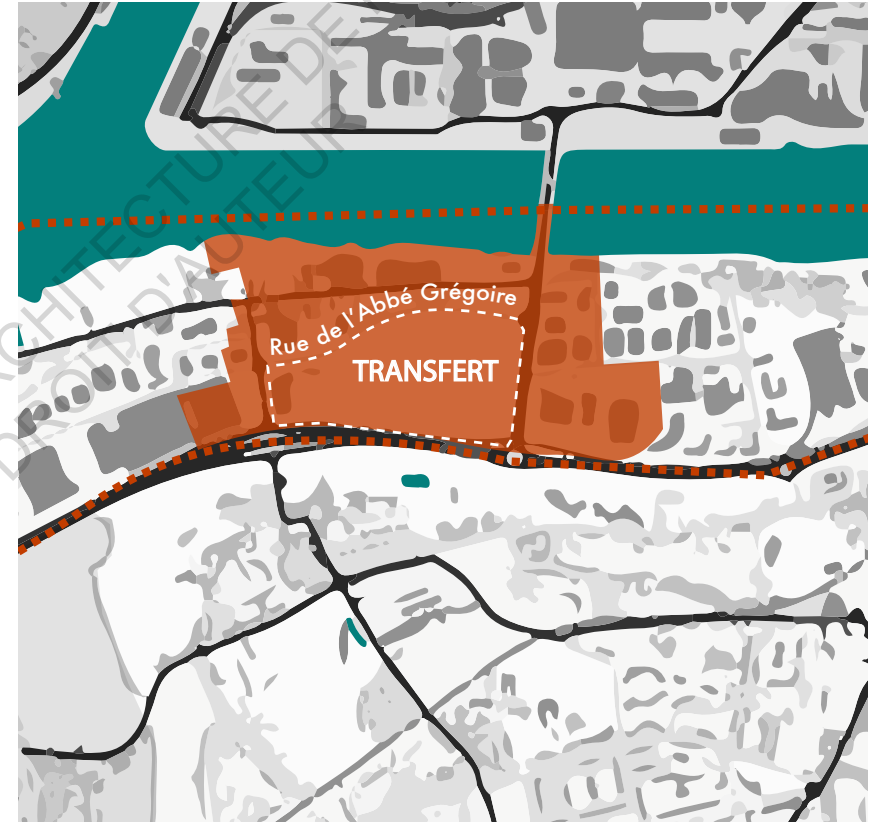 ARCHITECTURE DE
DROIT D'AUTEUR
Rue de l'Abbé Grégoire
TRANSFERT